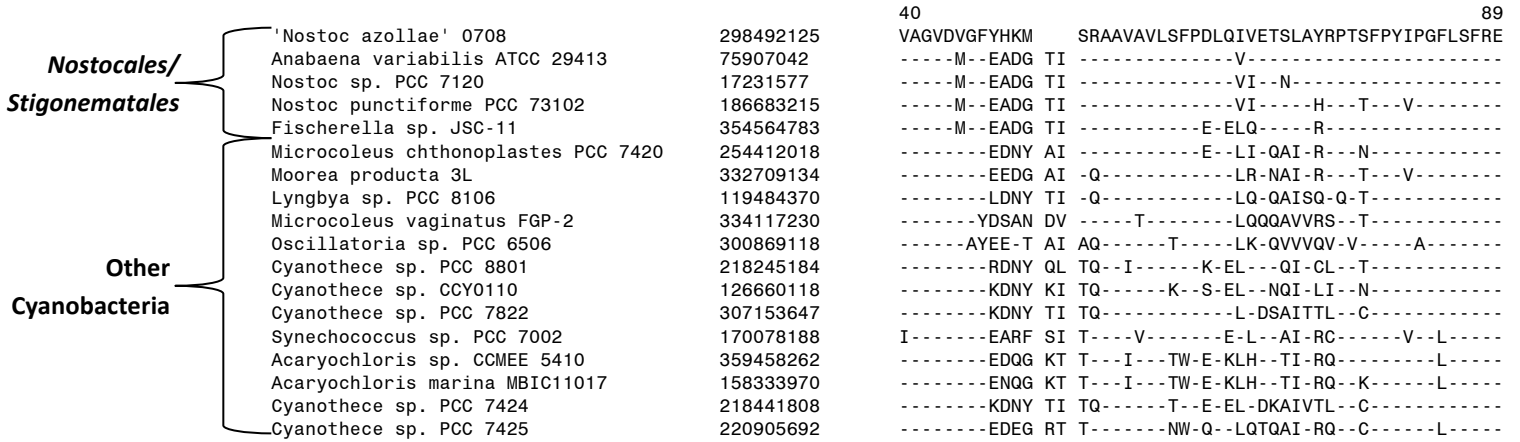 40 89
'Nostoc azollae' 0708 298492125 VAGVDVGFYHKM SRAAVAVLSFPDLQIVETSLAYRPTSFPYIPGFLSFRE
Anabaena variabilis ATCC 29413 75907042 -----M--EADG TI --------------V-----------------------
Nostoc sp. PCC 7120 17231577 -----M--EADG TI --------------VI--N-------------------
Nostoc punctiforme PCC 73102 186683215 -----M--EADG TI --------------VI-----H---T---V--------
Fischerella sp. JSC-11 354564783 -----M--EADG TI -----------E-ELQ-----R----------------
Microcoleus chthonoplastes PCC 7420 254412018 --------EDNY AI -----------E--LI-QAI-R---N------------
Moorea producta 3L 332709134 --------EEDG AI -Q------------LR-NAI-R---T---V--------
Lyngbya sp. PCC 8106 119484370 --------LDNY TI -Q------------LQ-QAISQ-Q-T------------
Microcoleus vaginatus FGP-2 334117230 -------YDSAN DV -----T--------LQQQAVVRS--T------------
Oscillatoria sp. PCC 6506 300869118 ------AYEE-T AI AQ------T-----LK-QVVVQV-V-----A-------
Cyanothece sp. PCC 8801 218245184 --------RDNY QL TQ--I------K-EL---QI-CL--T------------
Cyanothece sp. CCY0110 126660118 --------KDNY KI TQ------K--S-EL--NQI-LI--N------------
Cyanothece sp. PCC 7822 307153647 --------KDNY TI TQ------------L-DSAITTL--C------------
Synechococcus sp. PCC 7002 170078188 I-------EARF SI T----V-------E-L--AI-RC------V--L-----
Acaryochloris sp. CCMEE 5410 359458262 --------EDQG KT T---I---TW-E-KLH--TI-RQ---------L-----
Acaryochloris marina MBIC11017 158333970 --------ENQG KT T---I---TW-E-KLH--TI-RQ--K------L-----
Cyanothece sp. PCC 7424 218441808 --------KDNY TI TQ------T--E-EL-DKAIVTL--C------------
Cyanothece sp. PCC 7425 220905692 --------EDEG RT T-------NW-Q--LQTQAI-RQ--C------------
Nostocales/
Stigonematales
Other
Cyanobacteria